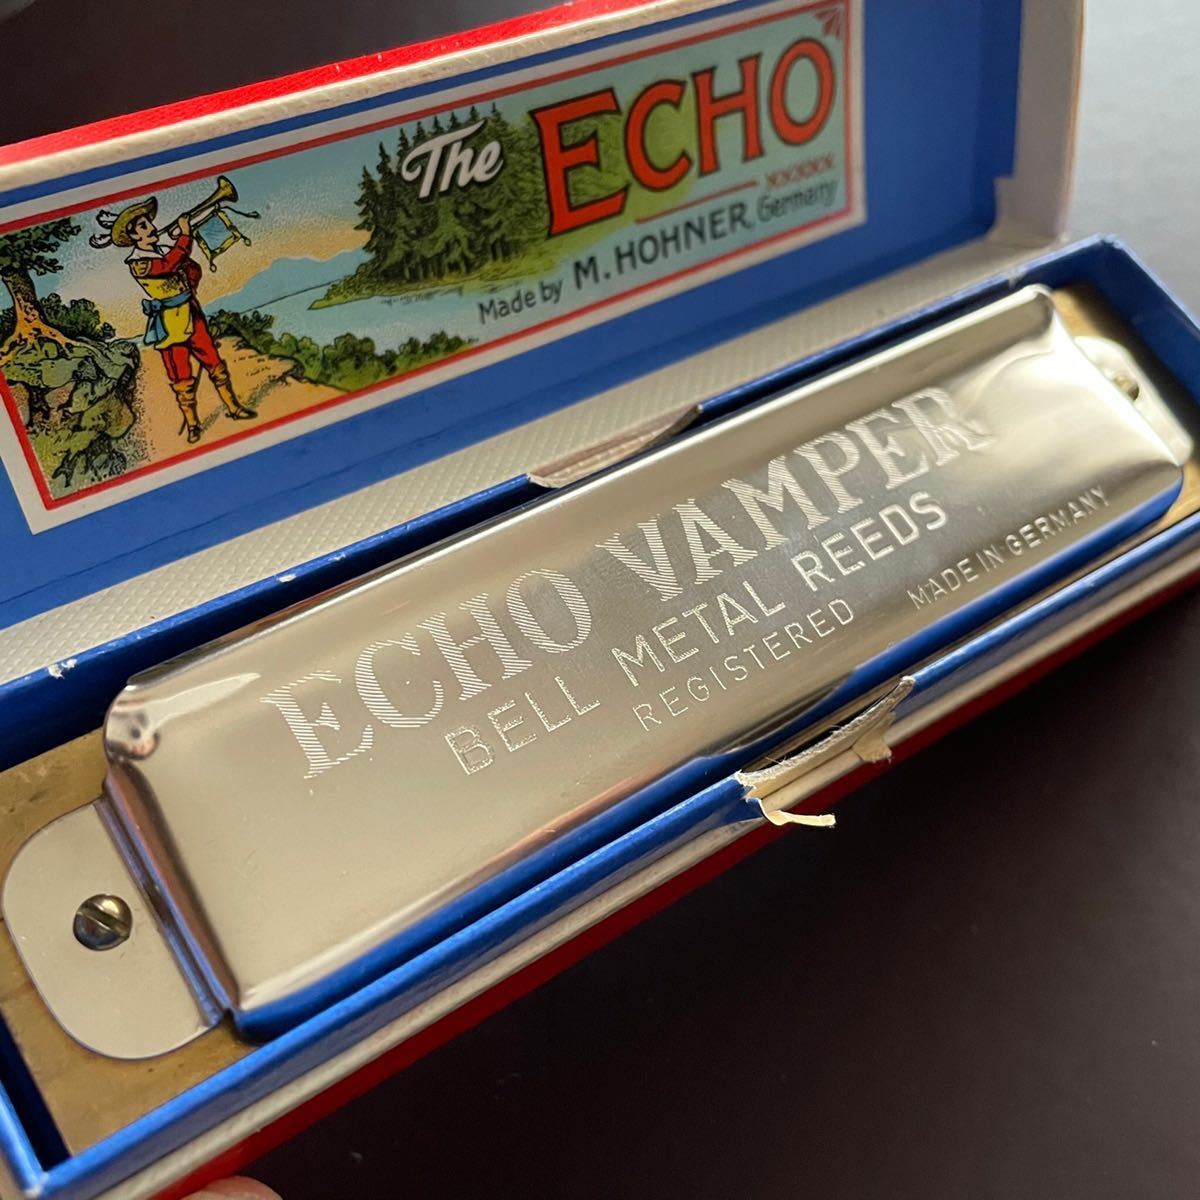 The ECHO
Made by M. HOHNER, Germany
ECHO VAMPER
BELL METAL REEDS
REGISTERED MADE IN GERMANY